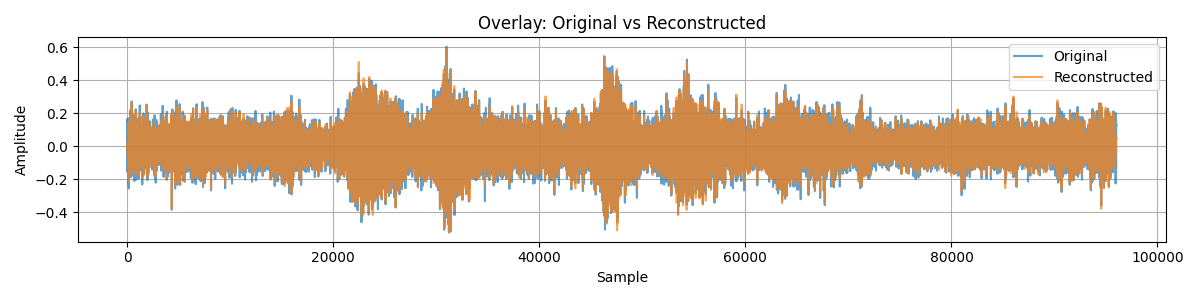 Overlay: Original vs Reconstructed
0.6
0.4
0.2
0.0
−0.2
−0.4
Amplitude
Original
Reconstructed
0
20000
40000
60000
80000
100000
Sample